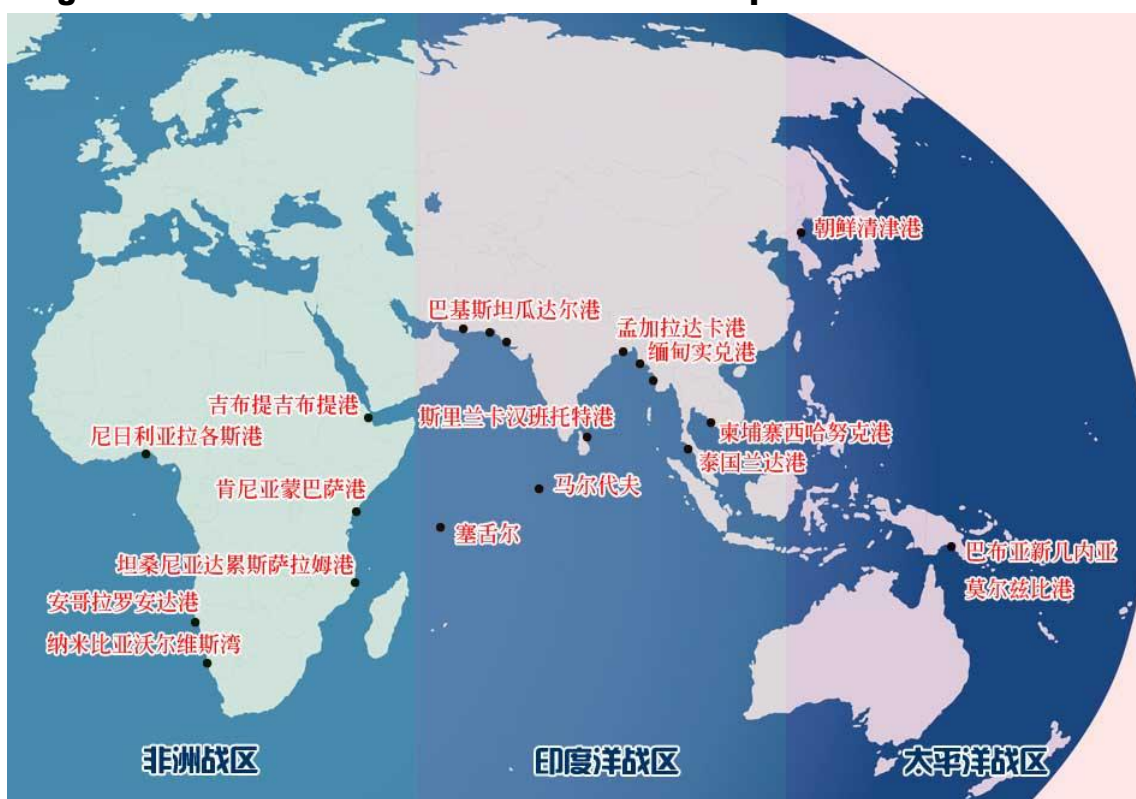 朝鲜清津港
巴基斯坦瓜达尔港
孟加拉达卡港
缅甸实兑港
吉布提吉布提港
斯里兰卡汉班托特港
尼日利亚拉各斯港
柬埔寨西哈努克港
泰国兰达港
肯尼亚蒙巴萨港
马尔代夫
塞舌尔
巴布亚新几内亚
莫尔兹比港
坦桑尼亚达累斯萨拉姆港
安哥拉罗安达港
纳米比亚沃尔维斯湾
非洲战区
印度洋战区
太平洋战区